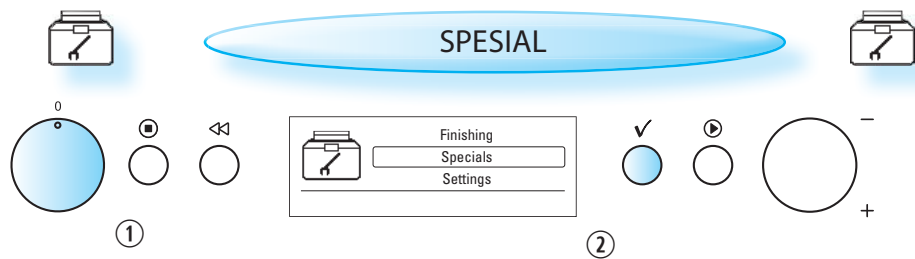 SPESIAL
0
Finishing
Specials
Settings
−
+
① ②